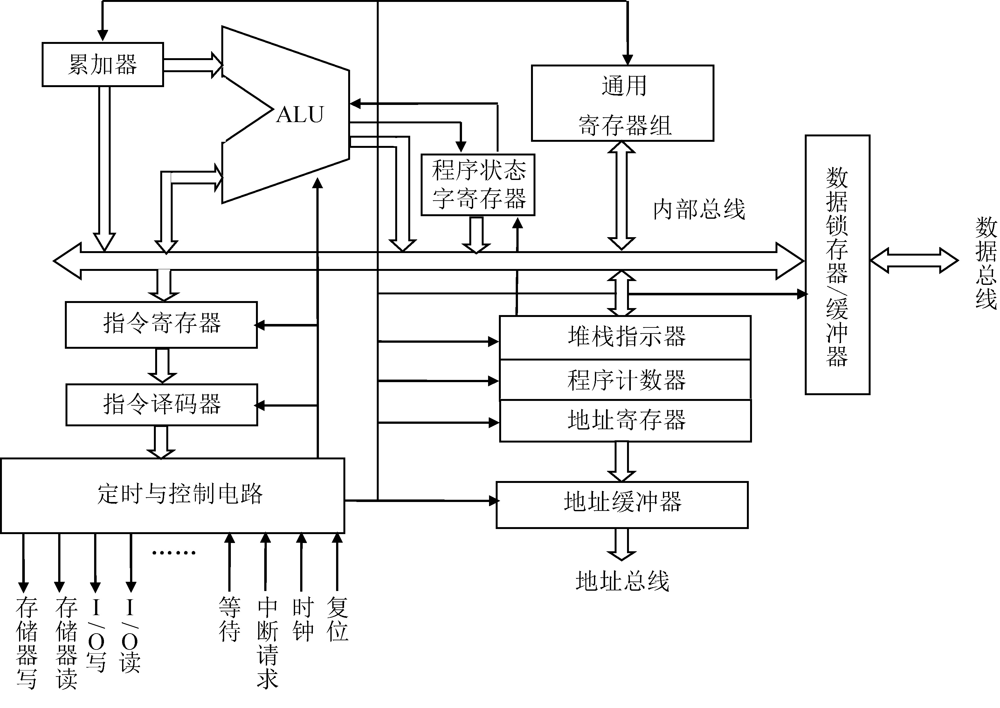 累加器
ALU
通用
寄存器组
程序状态
字寄存器
内部总线
数据锁存器/缓冲器
数据总线
指令寄存器
堆栈指示器
程序计数器
指令译码器
地址寄存器
定时与控制电路
地址缓冲器
……
地址总线
存储器写
存储器读
I/O写
I/O读
等待
中断请求
时钟
复位